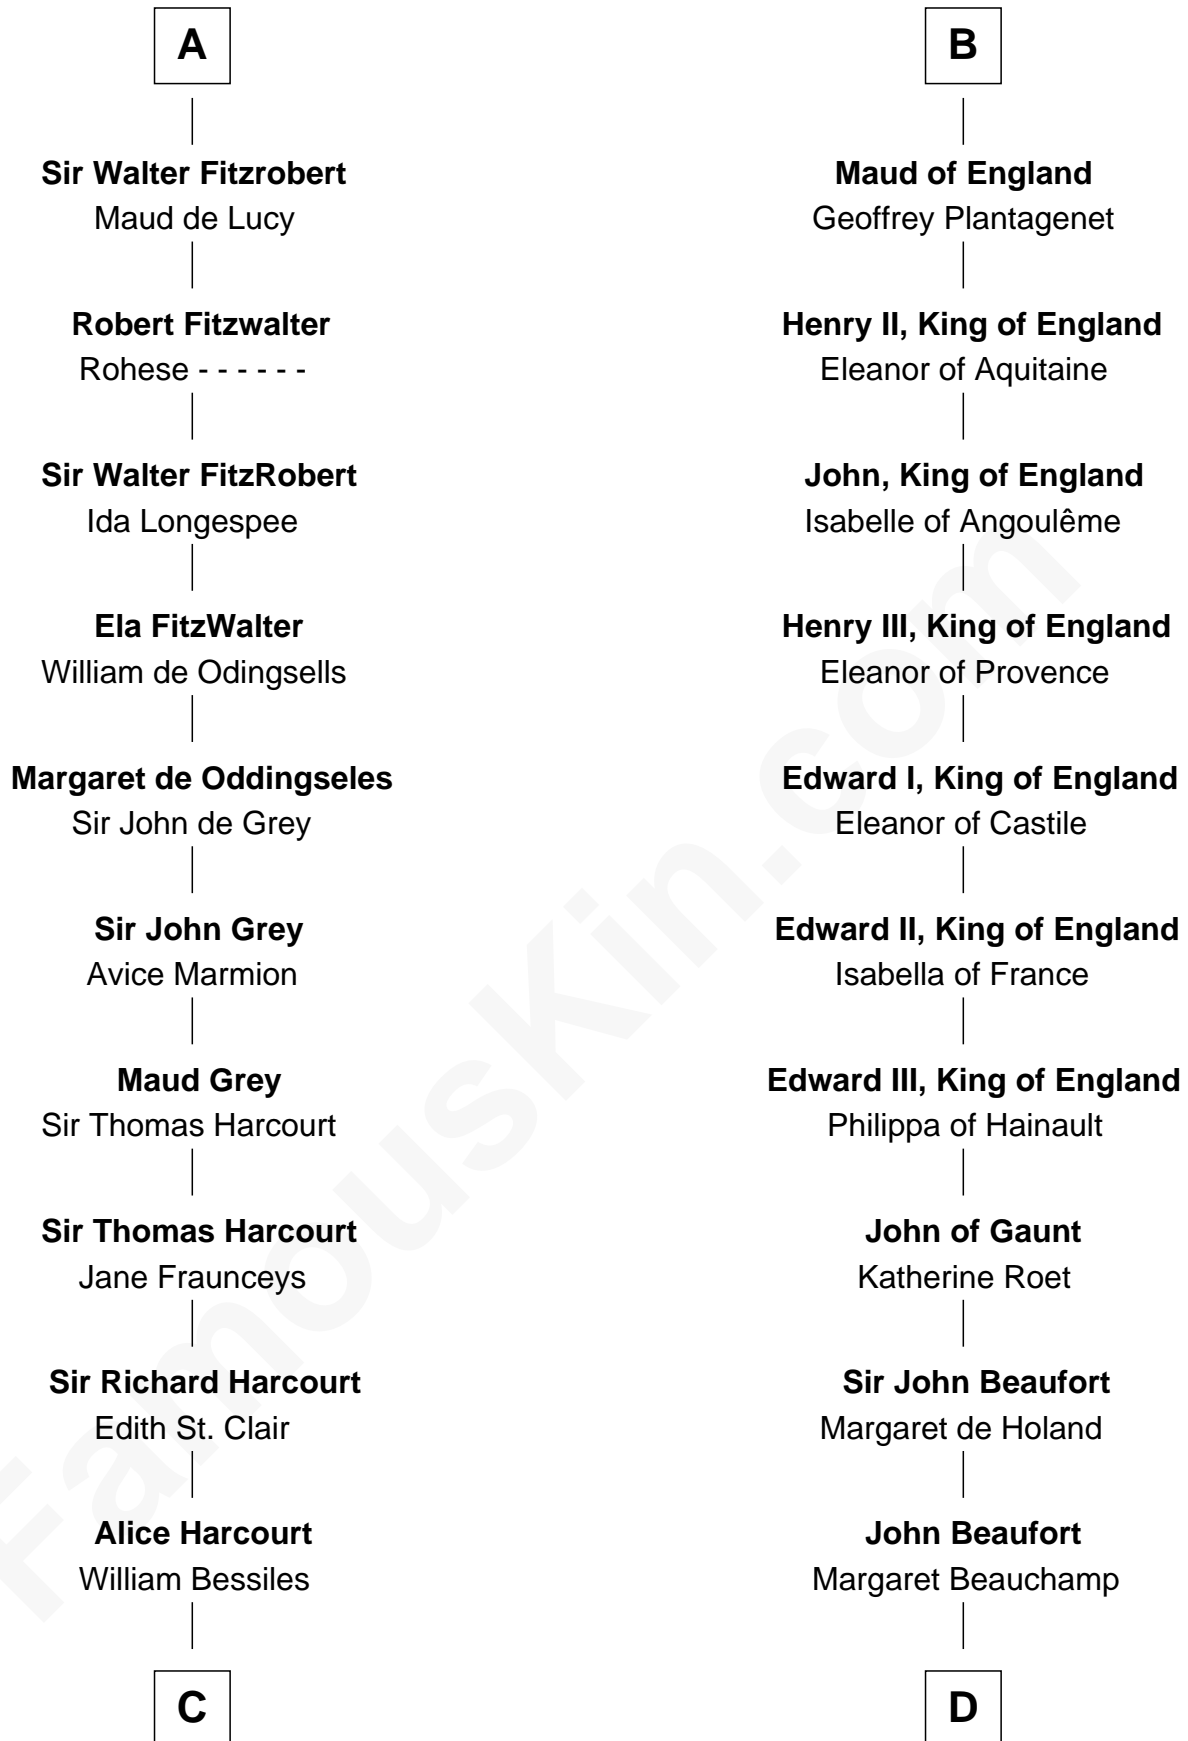 A
Sir Walter Fitzrobert
Maud de Lucy
Robert Fitzwalter
Rohese - - - - - -
Sir Walter FitzRobert
Ida Longespee
Ela FitzWalter
William de Odingsells
Margaret de Oddingseles
Sir John de Grey
Sir John Grey
Avice Marmion
Maud Grey
Sir Thomas Harcourt
Sir Thomas Harcourt
Jane Fraunceys
Sir Richard Harcourt
Edith St. Clair
Alice Harcourt
William Bessiles
C
B
Maud of England
Geoffrey Plantagenet
Henry II, King of England
Eleanor of Aquitaine
John, King of England
Isabelle of Angoulême
Henry III, King of England
Eleanor of Provence
Edward I, King of England
Eleanor of Castile
Edward II, King of England
Isabella of France
Edward III, King of England
Philippa of Hainault
John of Gaunt
Katherine Roet
Sir John Beaufort
Margaret de Holand
John Beaufort
Margaret Beauchamp
D
FamousKin.com